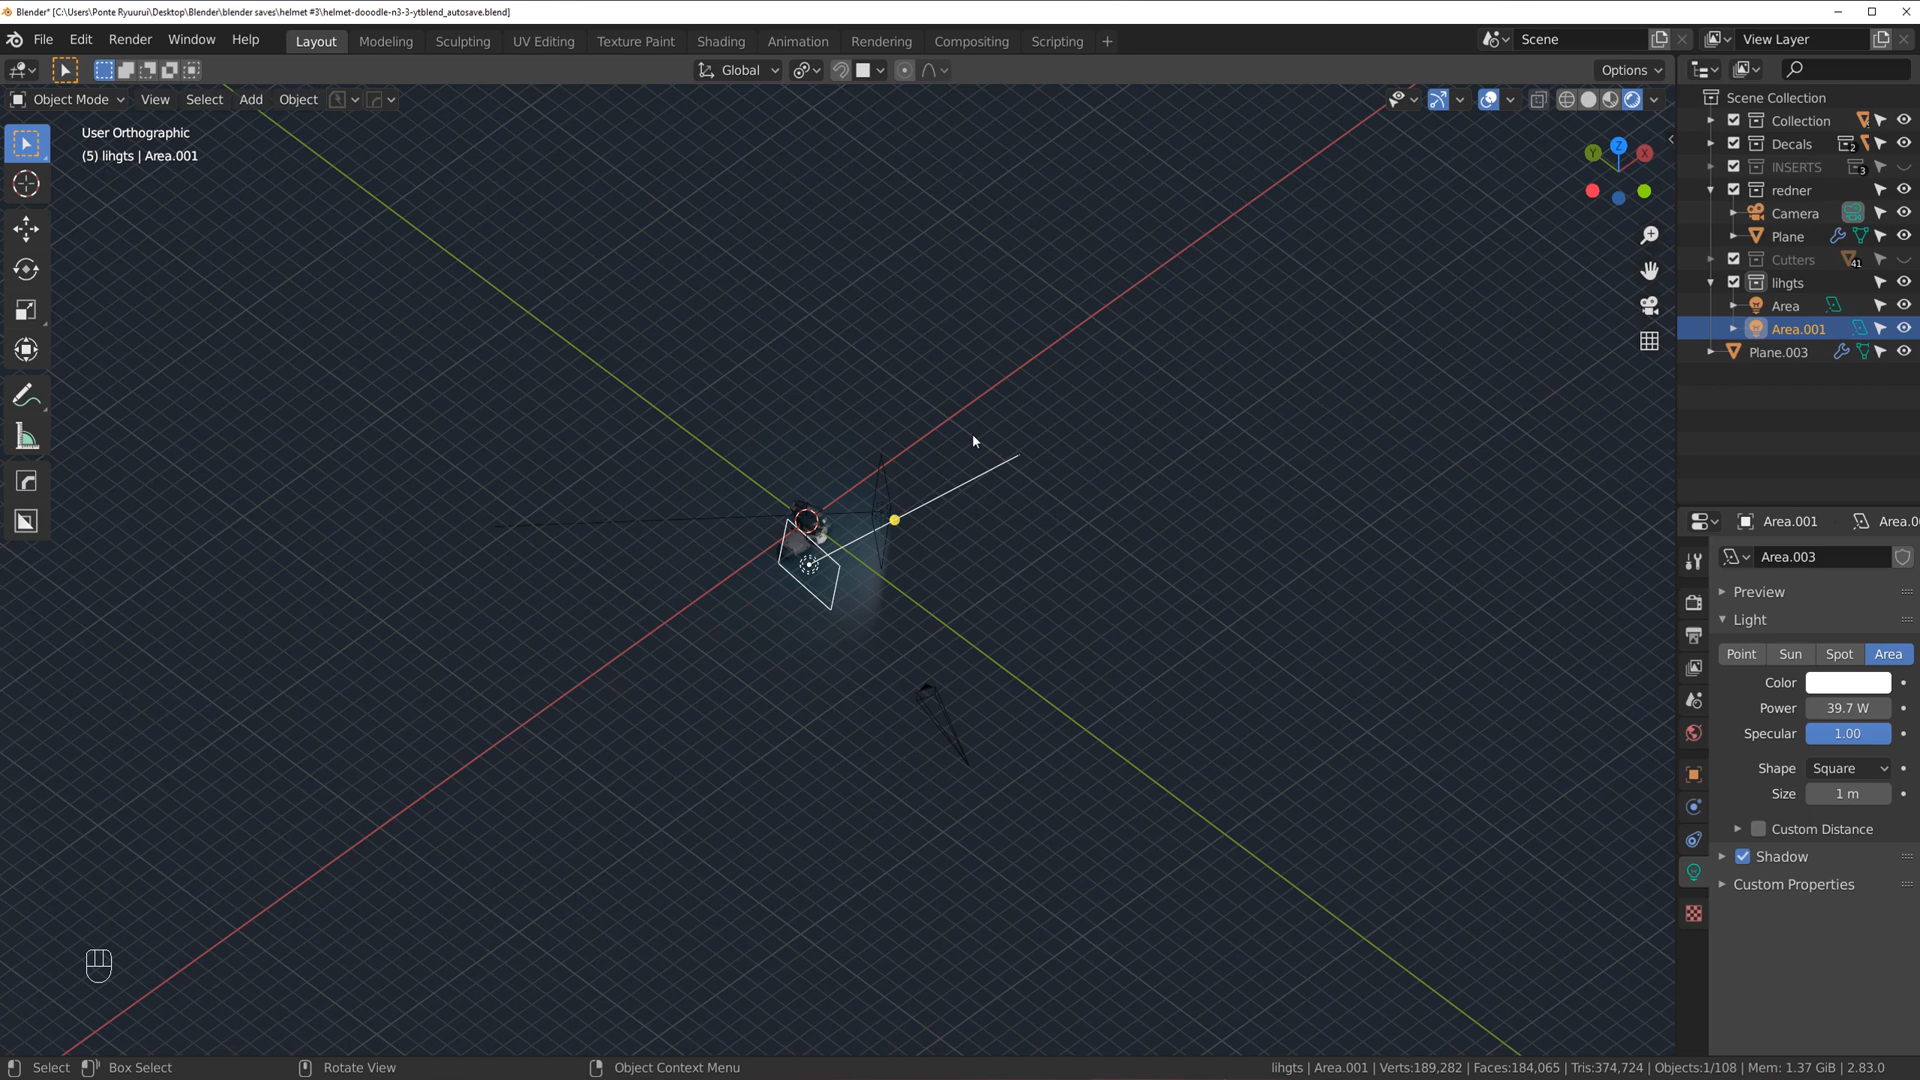 Blender* [C:\Users\Ponte Ryuurui\Desktop\Blender\blender saves\helmet #3\helmet-dooodle-n3-3-ytblend_autosave.blend]
File Edit Render Window Help Layout Modeling Sculpting UV Editing Texture Paint Shading Animation Rendering Compositing Scripting + Scene View Layer
Global Options
Object Mode View Select Add Object
User Orthographic
(5) lihgts | Area.001
Z
Y X
Scene Collection
Collection
Decals 2
INSERTS 3
redner
Camera
Plane
Cutters 41
lihgts
Area
Area.001
Plane.003
Area.001 Area.0
Area.003
Preview
Light
Point Sun Spot Area
Color
Power 39.7 W
Specular 1.00
Shape Square
Size 1 m
Custom Distance
Shadow
Custom Properties
Select Box Select Rotate View Object Context Menu lihgts | Area.001 | Verts:189,282 | Faces:184,065 | Tris:374,724 | Objects:1/108 | Mem: 1.37 GiB | 2.83.0